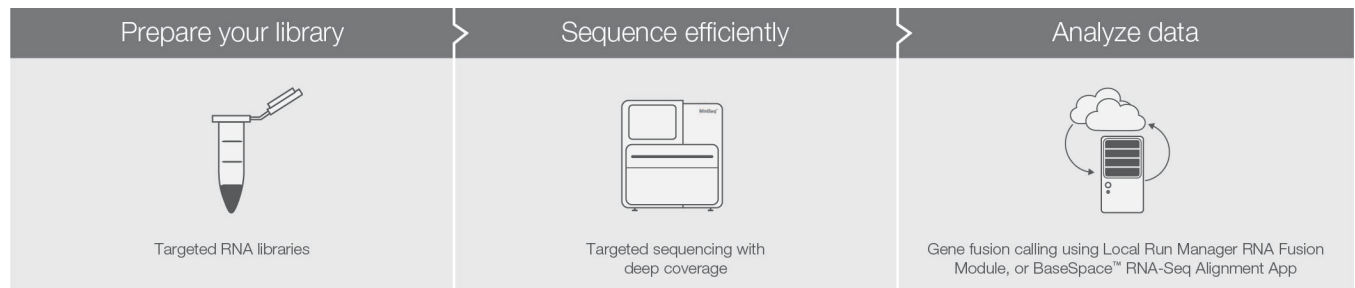 Prepare your library
Sequence efficiently
Analyze data
MiniSeq™
Targeted RNA libraries
Targeted sequencing with
deep coverage
Gene fusion calling using Local Run Manager RNA Fusion
Module, or BaseSpace™ RNA-Seq Alignment App